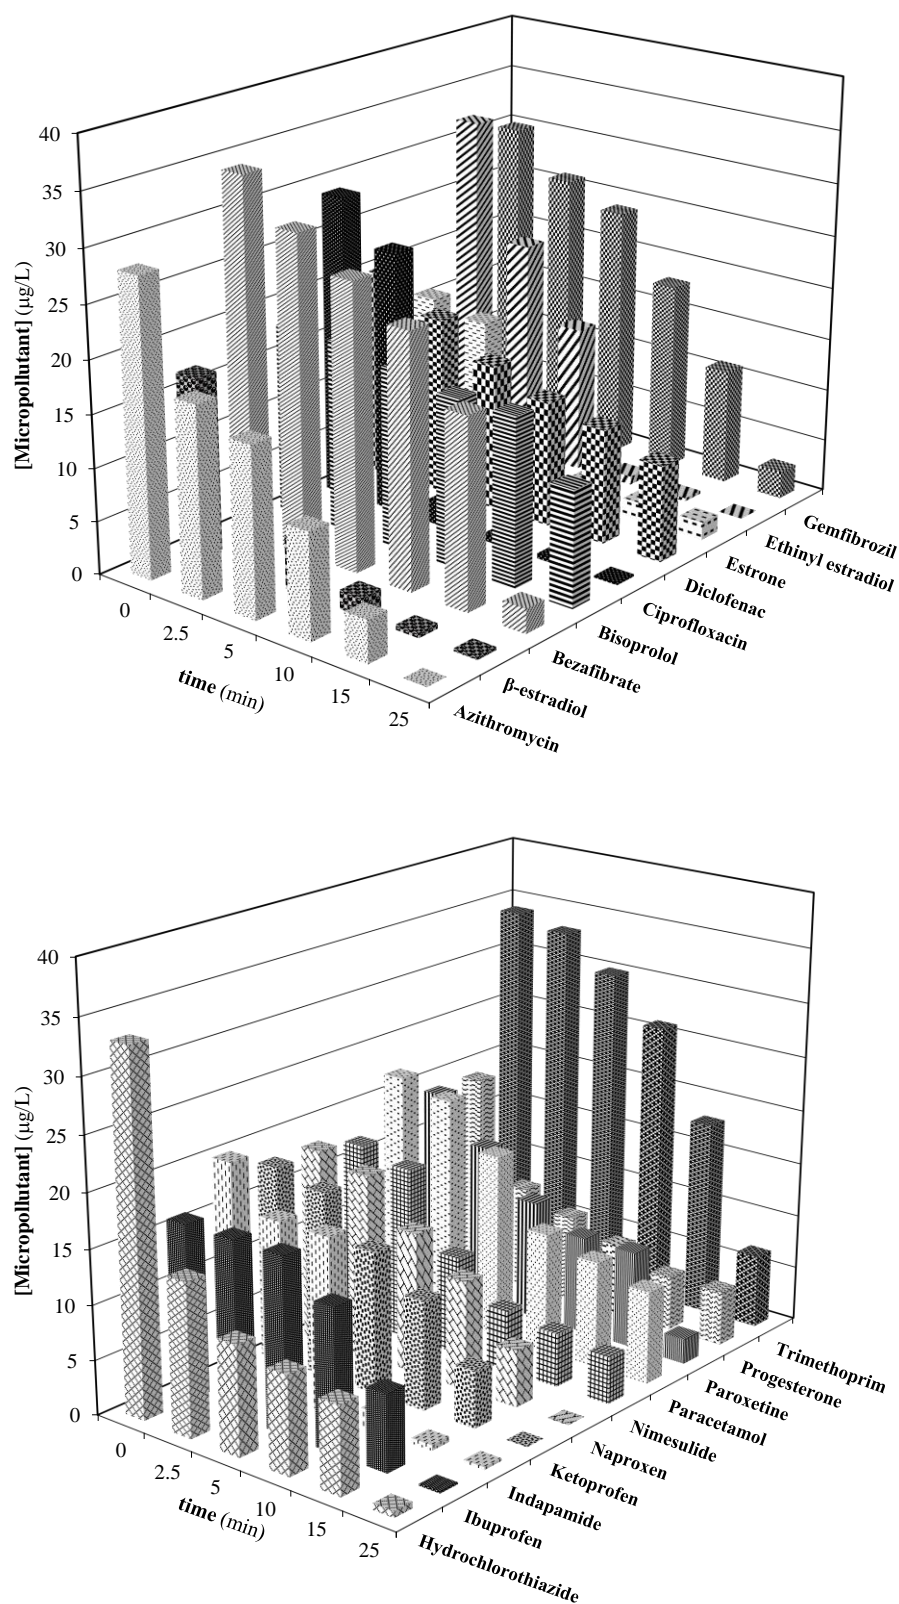 40
35
30
25
20
15
10
5
0
[Micropollutant] (µg/L)
0
2.5
5
10
15
25
time (min)
Gemfibrozil
Ethinyl estradiol
Estrone
Diclofenac
Ciprofloxacin
Bisoprolol
Bezafibrate
β-estradiol
Azithromycin
40
35
30
25
20
15
10
5
0
[Micropollutant] (µg/L)
0
2.5
5
10
15
25
time (min)
Trimethoprim
Progesterone
Paroxetine
Paracetamol
Nimesulide
Naproxen
Ketoprofen
Indapamide
Ibuprofen
Hydrochlorothiazide